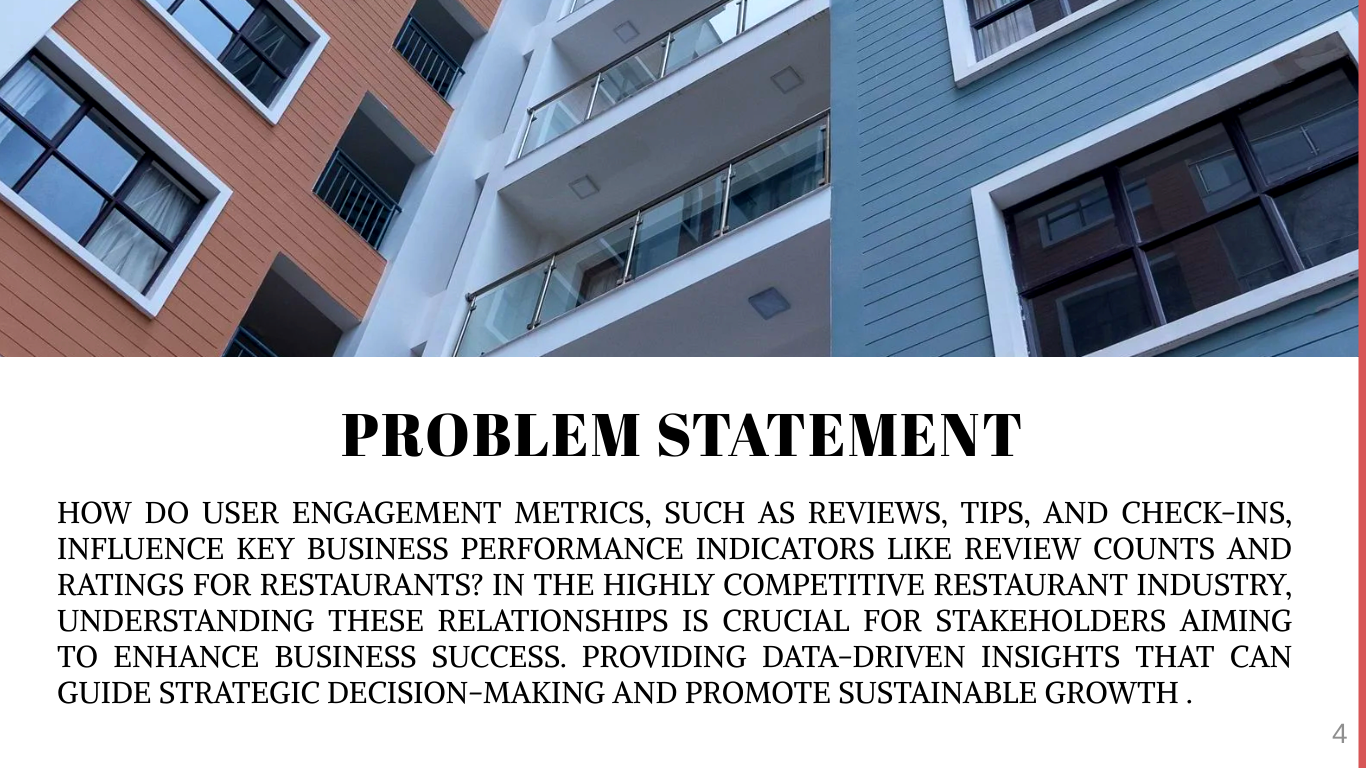 PROBLEM STATEMENT
HOW DO USER ENGAGEMENT METRICS, SUCH AS REVIEWS, TIPS, AND CHECK-INS,
INFLUENCE KEY BUSINESS PERFORMANCE INDICATORS LIKE REVIEW COUNTS AND
RATINGS FOR RESTAURANTS? IN THE HIGHLY COMPETITIVE RESTAURANT INDUSTRY,
UNDERSTANDING THESE RELATIONSHIPS IS CRUCIAL FOR STAKEHOLDERS AIMING
TO ENHANCE BUSINESS SUCCESS. PROVIDING DATA-DRIVEN INSIGHTS THAT CAN
GUIDE STRATEGIC DECISION-MAKING AND PROMOTE SUSTAINABLE GROWTH .
4